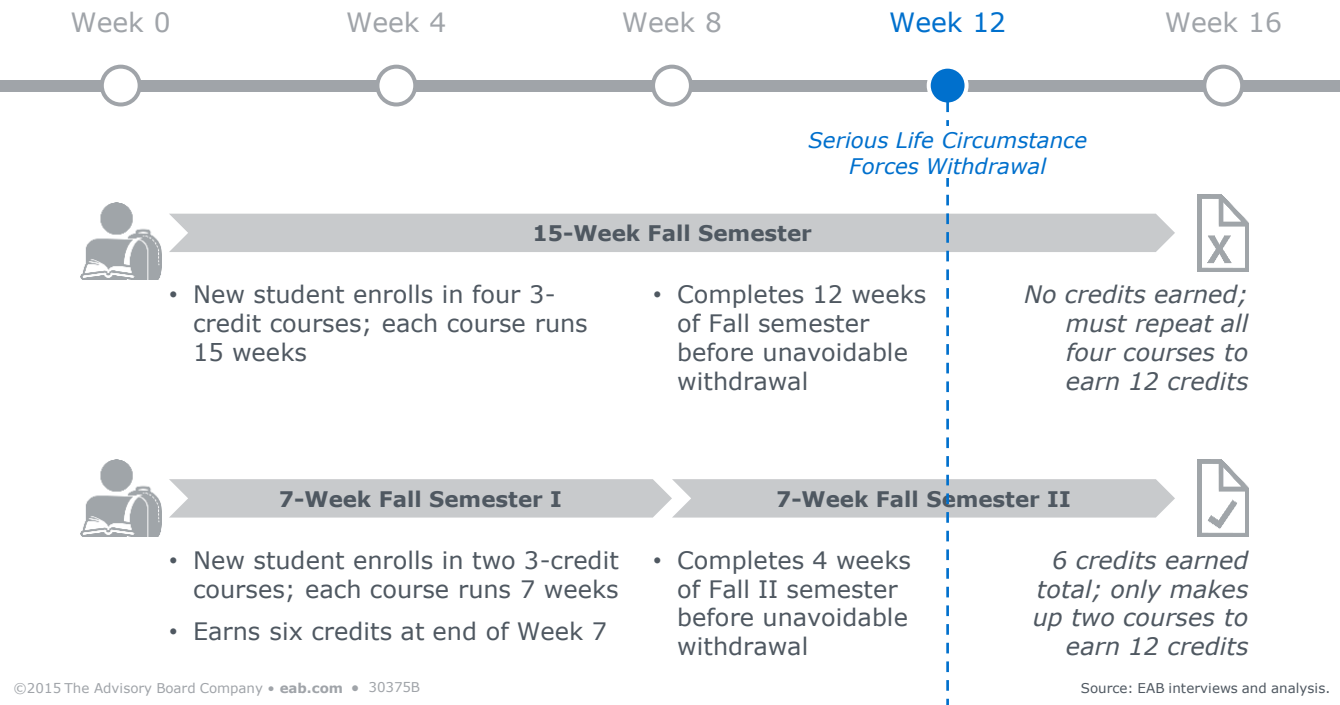 Week 0
Week 4
Week 8
Week 12
Week 16
Serious Life Circumstance
Forces Withdrawal
15-Week Fall Semester
X
• New student enrolls in four 3-
credit courses; each course runs
15 weeks
• Completes 12 weeks
of Fall semester
before unavoidable
withdrawal
No credits earned;
must repeat all
four courses to
earn 12 credits
7-Week Fall Semester I
7-Week Fall Semester II
• New student enrolls in two 3-credit
courses; each course runs 7 weeks
• Earns six credits at end of Week 7
• Completes 4 weeks
of Fall II semester
before unavoidable
withdrawal
6 credits earned
total; only makes
up two courses to
earn 12 credits
©2015 The Advisory Board Company • eab.com • 30375B
Source: EAB interviews and analysis.